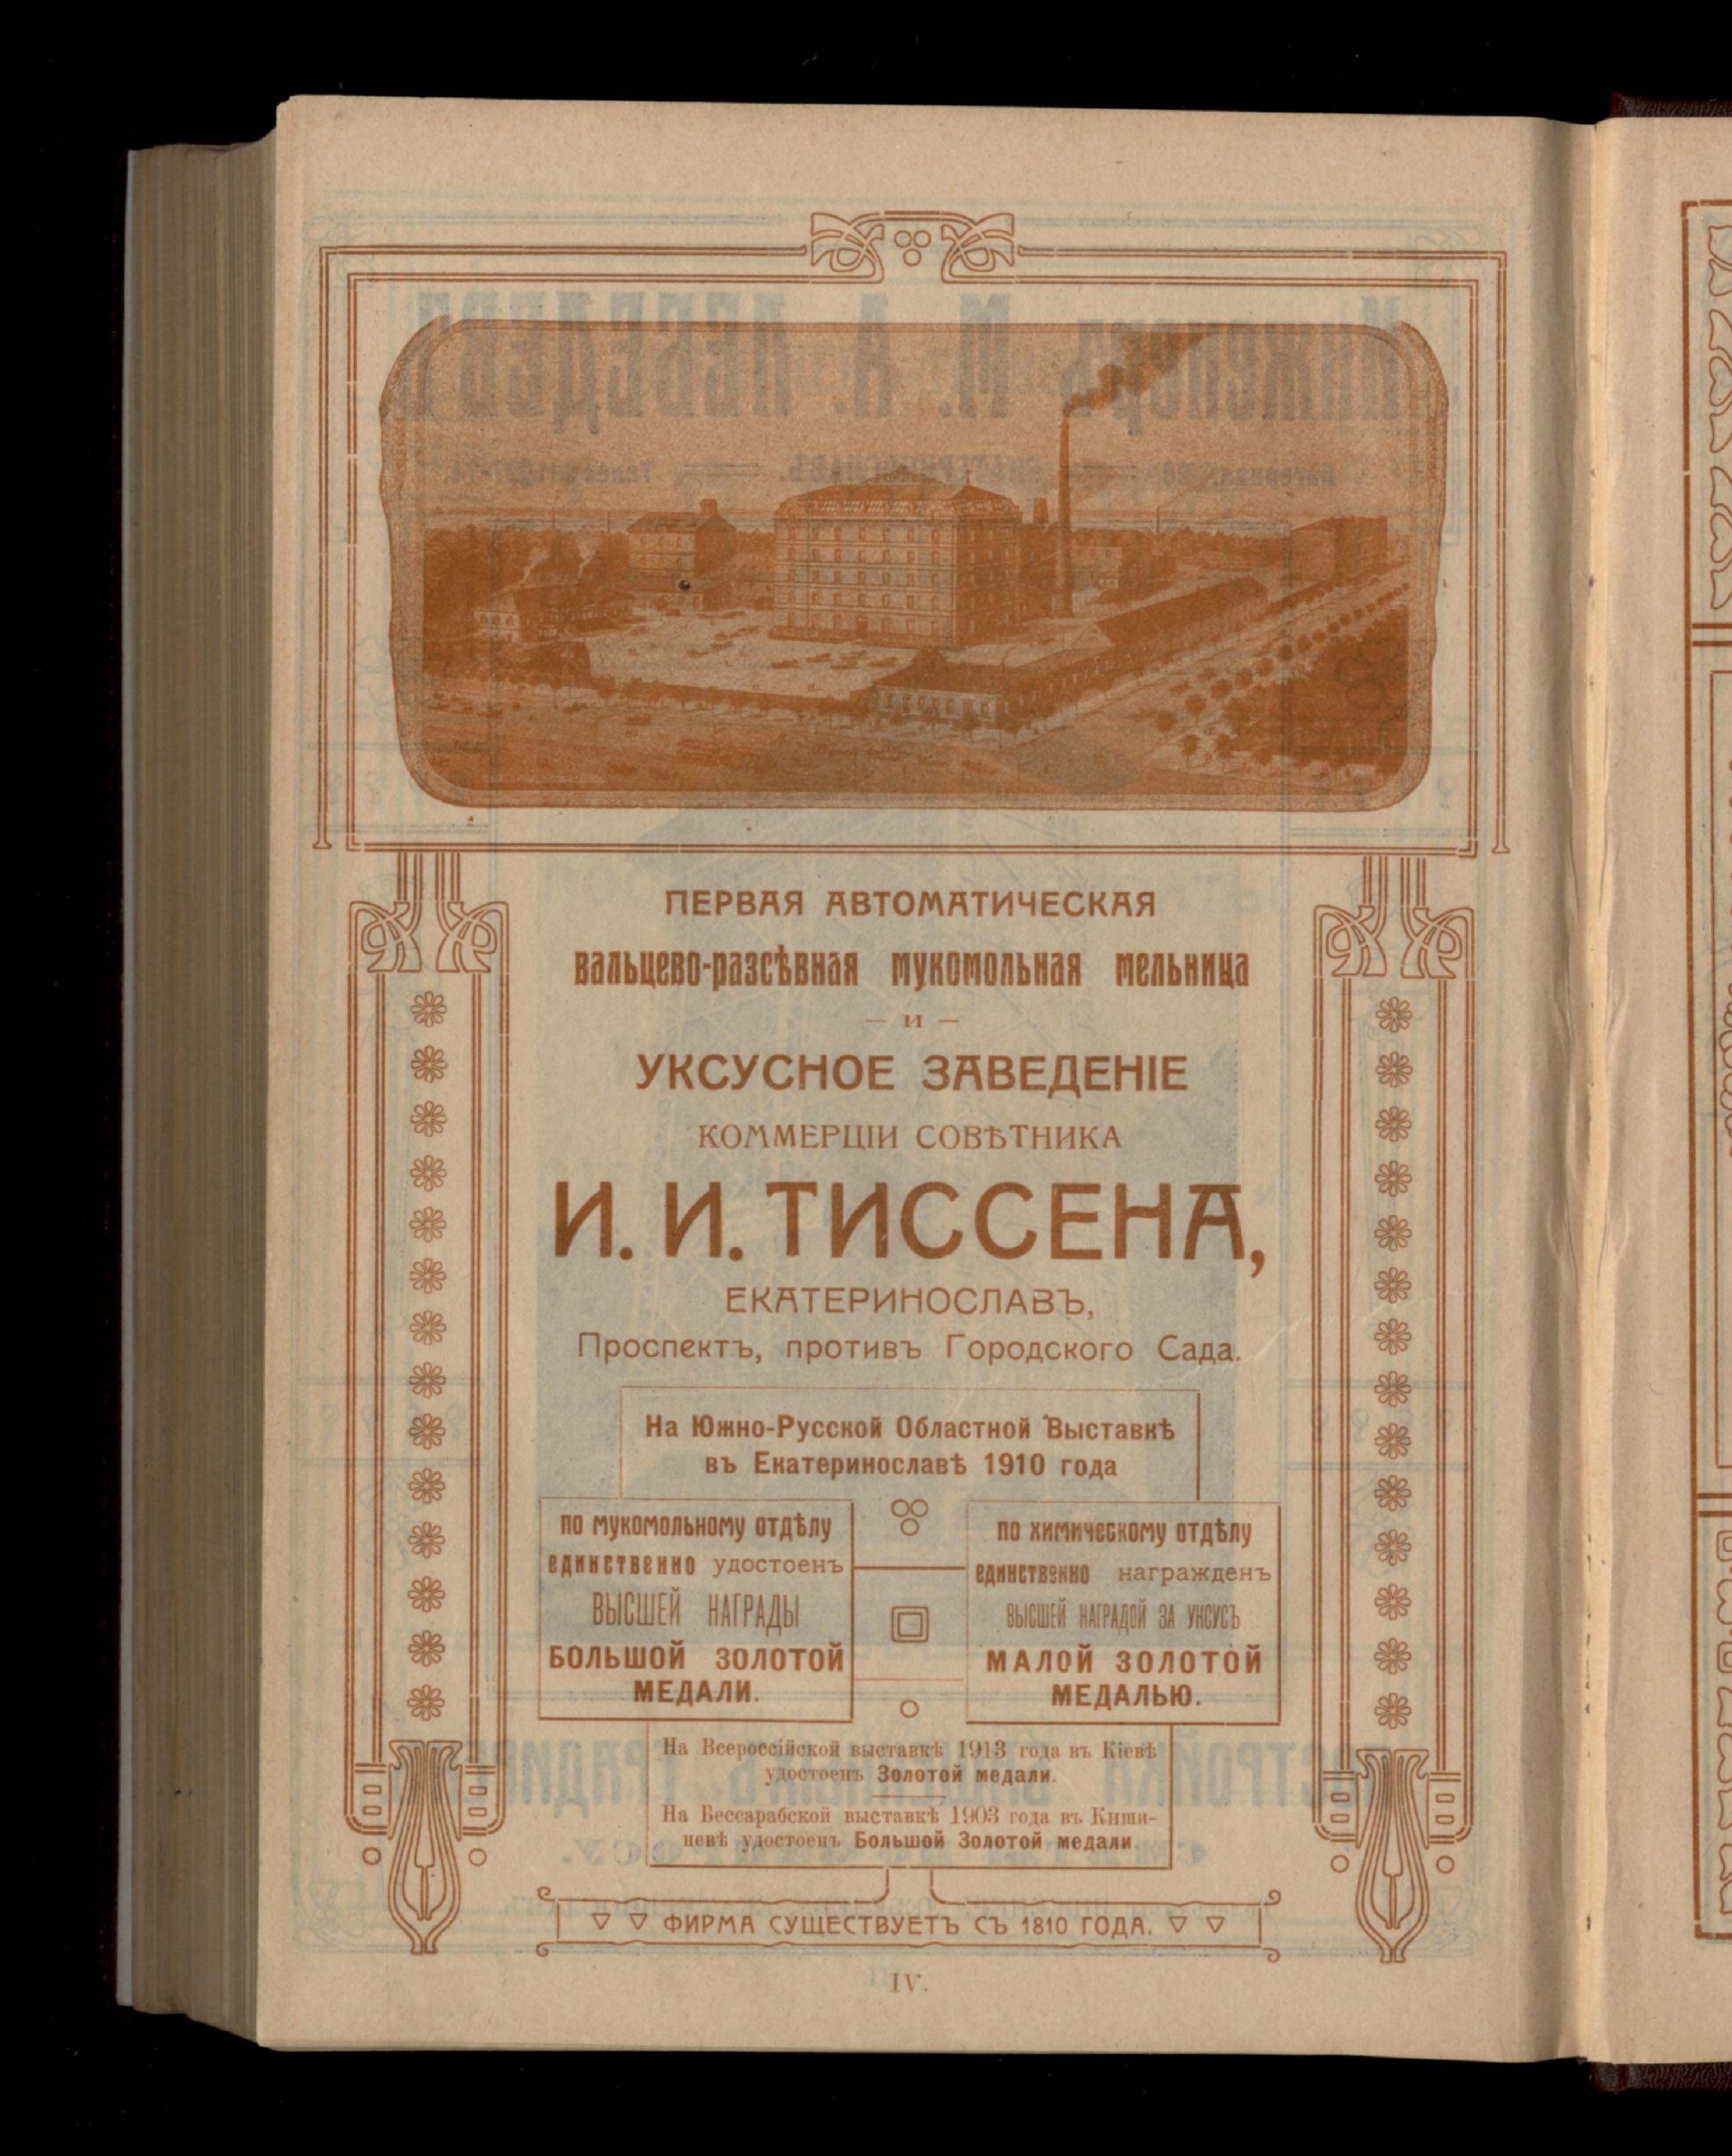 ПЕРВАЯ АВТОМАТИЧЕСКАЯ
вальцево-разсѣвная мукомольная мельница
— и —
УКСУСНОЕ ЗАВЕДЕНІЕ
КОММЕРЦІИ СОВѢТНИКА
И. И. ТИССЕНА,
ЕКАТЕРИНОСЛАВЪ,
Проспектъ, противъ Городского Сада.
На Южно-Русской Областной Выставкѣ
въ Екатеринославѣ 1910 года
по мукомольному отдѣлу
единственно удостоенъ
ВЫСШЕЙ НАГРАДЫ
БОЛЬШОЙ ЗОЛОТОЙ
МЕДАЛИ.
по химическому отдѣлу
единственно награжденъ
ВЫСШЕЙ НАГРАДОЙ ЗА УКСУСЪ
МАЛОЙ ЗОЛОТОЙ
МЕДАЛЬЮ.
На Всероссійской выставкѣ 1913 года въ Кіевѣ
удостоенъ Золотой медали.
На Бессарабской выставкѣ 1903 года въ Киши-
невѣ удостоенъ Большой Золотой медали
ФИРМА СУЩЕСТВУЕТЪ СЪ 1810 ГОДА.
IV.